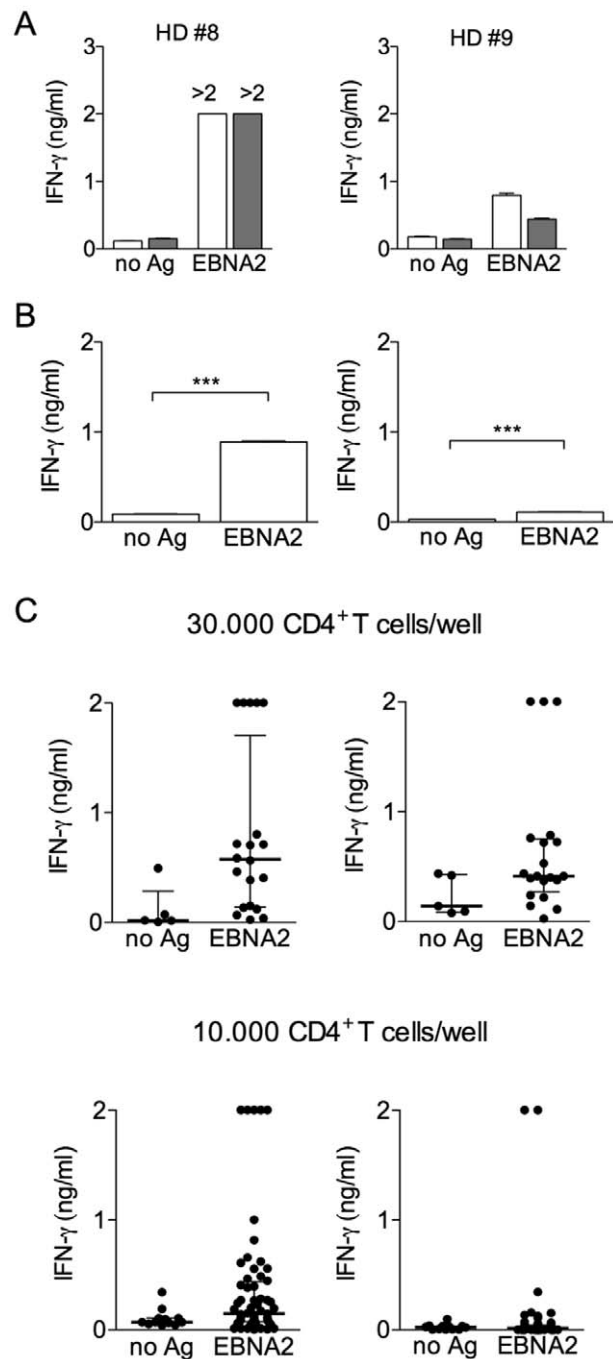 A
HD #8
HD #9
IFN-γ (ng/ml)
3
2
1
0
>2 >2
no Ag EBNA2
IFN-γ (ng/ml)
3
2
1
0
no Ag EBNA2
B
IFN-γ (ng/ml)
2
1
0
***
no Ag EBNA2
IFN-γ (ng/ml)
2
1
0
***
no Ag EBNA2
C
30.000 CD4+ T cells/well
IFN-γ (ng/ml)
2
1
0
no Ag EBNA2
IFN-γ (ng/ml)
2
1
0
no Ag EBNA2
10.000 CD4+ T cells/well
IFN-γ (ng/ml)
2
1
0
no Ag EBNA2
IFN-γ (ng/ml)
2
1
0
no Ag EBNA2